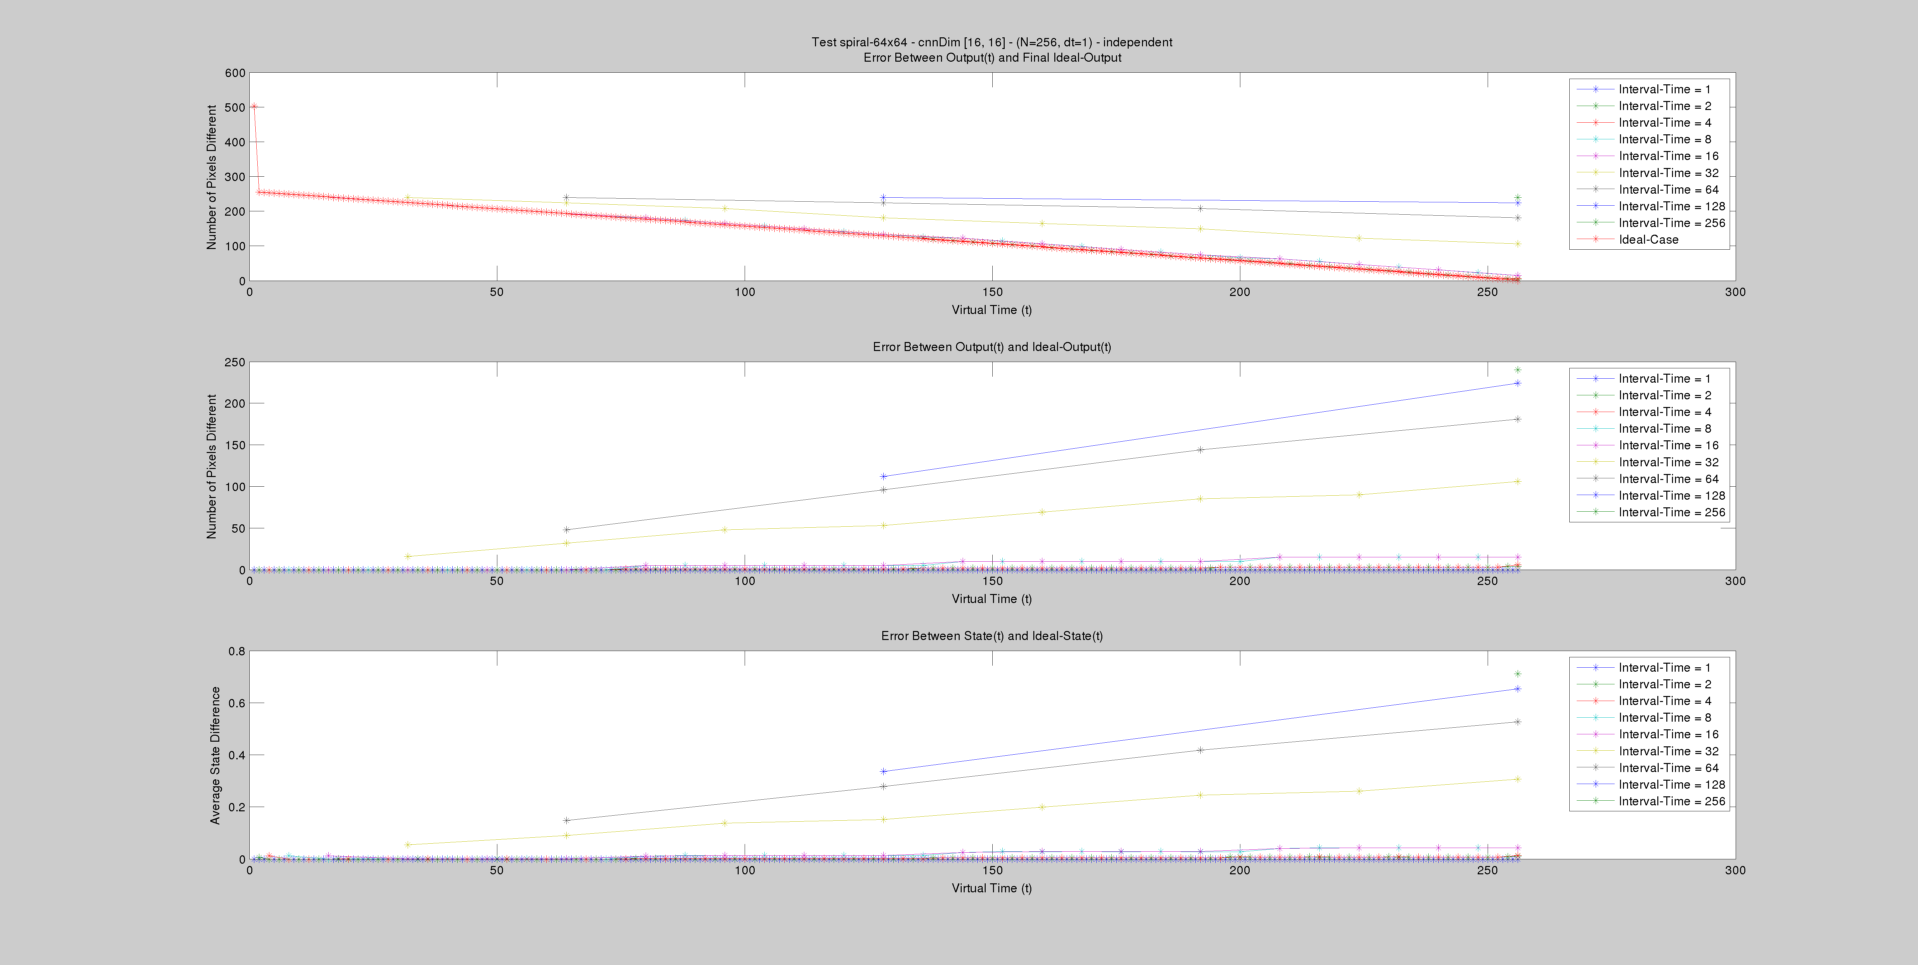 Test spiral-64x64 - cnnDim [16, 16] - (N=256, dt=1) - independent
Error Between Output(t) and Final Ideal-Output
Number of Pixels Different
600
500
400
300
200
100
0
0 50 100 150 200 250 300
Virtual Time (t)
Interval-Time = 1
Interval-Time = 2
Interval-Time = 4
Interval-Time = 8
Interval-Time = 16
Interval-Time = 32
Interval-Time = 64
Interval-Time = 128
Interval-Time = 256
Ideal-Case
Error Between Output(t) and Ideal-Output(t)
Number of Pixels Different
250
200
150
100
50
0
0 50 100 150 200 250 300
Virtual Time (t)
Interval-Time = 1
Interval-Time = 2
Interval-Time = 4
Interval-Time = 8
Interval-Time = 16
Interval-Time = 32
Interval-Time = 64
Interval-Time = 128
Interval-Time = 256
Error Between State(t) and Ideal-State(t)
Average State Difference
0.8
0.6
0.4
0.2
0
0 50 100 150 200 250 300
Virtual Time (t)
Interval-Time = 1
Interval-Time = 2
Interval-Time = 4
Interval-Time = 8
Interval-Time = 16
Interval-Time = 32
Interval-Time = 64
Interval-Time = 128
Interval-Time = 256